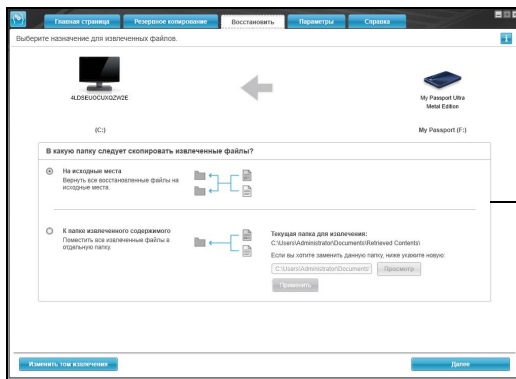 Главная страница
Резервное копирование
Восстановить
Параметры
Справка
Выберите назначение для извлеченных файлов.
4LDSEUOCUXQZW2E
My Passport Ultra
Metal Edition
(C:)
My Passport (F:)
В какую папку следует скопировать извлеченные файлы?
На исходные места
Вернуть все восстановленные файлы на
исходные места.
К папке извлеченного содержимого
Поместить все извлеченные файлы в
отдельную папку.
Текущая папка для извлечения:
C:\Users\Administrator\Documents\Retrieved Contents\
Если вы хотите заменить данную папку, ниже укажите новую:
C:\Users\Administrator\Documents\
Просмотр
Применить
Изменить том извлечения
Далее